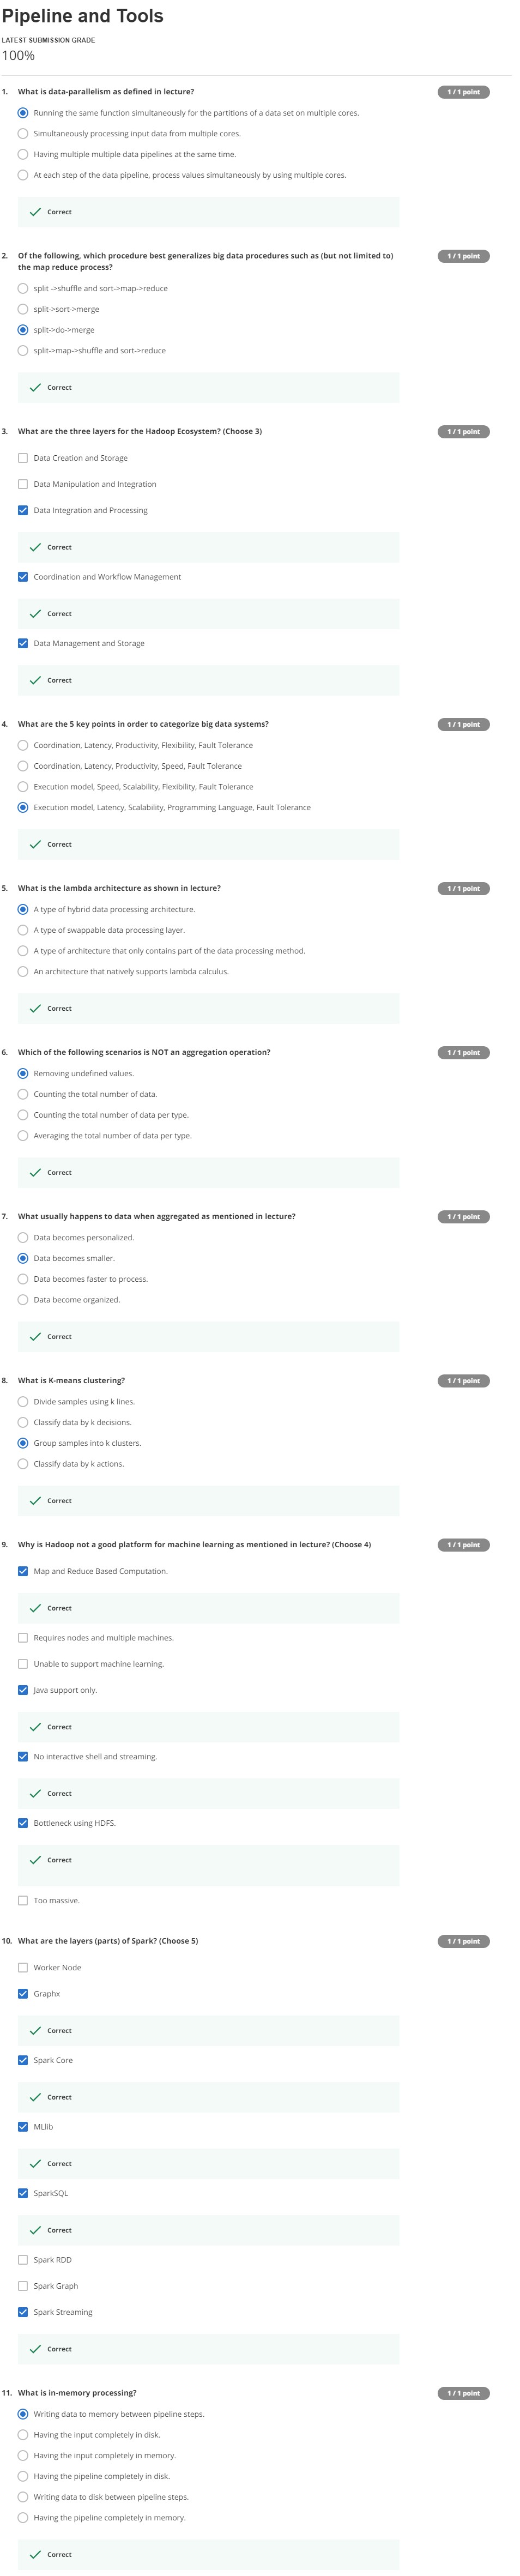 Pipeline and Tools
LATEST SUBMISSION GRADE
100%
1. What is data-parallelism as defined in lecture?
1 / 1 point
Running the same function simultaneously for the partitions of a data set on multiple cores.
Simultaneously processing input data from multiple cores.
Having multiple multiple data pipelines at the same time.
At each step of the data pipeline, process values simultaneously by using multiple cores.
Correct
2. Of the following, which procedure best generalizes big data procedures such as (but not limited to)
the map reduce process?
1 / 1 point
split ->shuffle and sort->map->reduce
split->sort->merge
split->do->merge
split->map->shuffle and sort->reduce
Correct
3. What are the three layers for the Hadoop Ecosystem? (Choose 3)
1 / 1 point
Data Creation and Storage
Data Manipulation and Integration
Data Integration and Processing
Correct
Coordination and Workflow Management
Correct
Data Management and Storage
Correct
4. What are the 5 key points in order to categorize big data systems?
1 / 1 point
Coordination, Latency, Productivity, Flexibility, Fault Tolerance
Coordination, Latency, Productivity, Speed, Fault Tolerance
Execution model, Speed, Scalability, Flexibility, Fault Tolerance
Execution model, Latency, Scalability, Programming Language, Fault Tolerance
Correct
5. What is the lambda architecture as shown in lecture?
1 / 1 point
A type of hybrid data processing architecture.
A type of swappable data processing layer.
A type of architecture that only contains part of the data processing method.
An architecture that natively supports lambda calculus.
Correct
6. Which of the following scenarios is NOT an aggregation operation?
1 / 1 point
Removing undefined values.
Counting the total number of data.
Counting the total number of data per type.
Averaging the total number of data per type.
Correct
7. What usually happens to data when aggregated as mentioned in lecture?
1 / 1 point
Data becomes personalized.
Data becomes smaller.
Data becomes faster to process.
Data become organized.
Correct
8. What is K-means clustering?
1 / 1 point
Divide samples using k lines.
Classify data by k decisions.
Group samples into k clusters.
Classify data by k actions.
Correct
9. Why is Hadoop not a good platform for machine learning as mentioned in lecture? (Choose 4)
1 / 1 point
Map and Reduce Based Computation.
Correct
Requires nodes and multiple machines.
Unable to support machine learning.
Java support only.
Correct
No interactive shell and streaming.
Correct
Bottleneck using HDFS.
Correct
Too massive.
10. What are the layers (parts) of Spark? (Choose 5)
1 / 1 point
Worker Node
Graphx
Correct
Spark Core
Correct
MLlib
Correct
SparkSQL
Correct
Spark RDD
Spark Graph
Spark Streaming
Correct
11. What is in-memory processing?
1 / 1 point
Writing data to memory between pipeline steps.
Having the input completely in disk.
Having the input completely in memory.
Having the pipeline completely in disk.
Writing data to disk between pipeline steps.
Having the pipeline completely in memory.
Correct